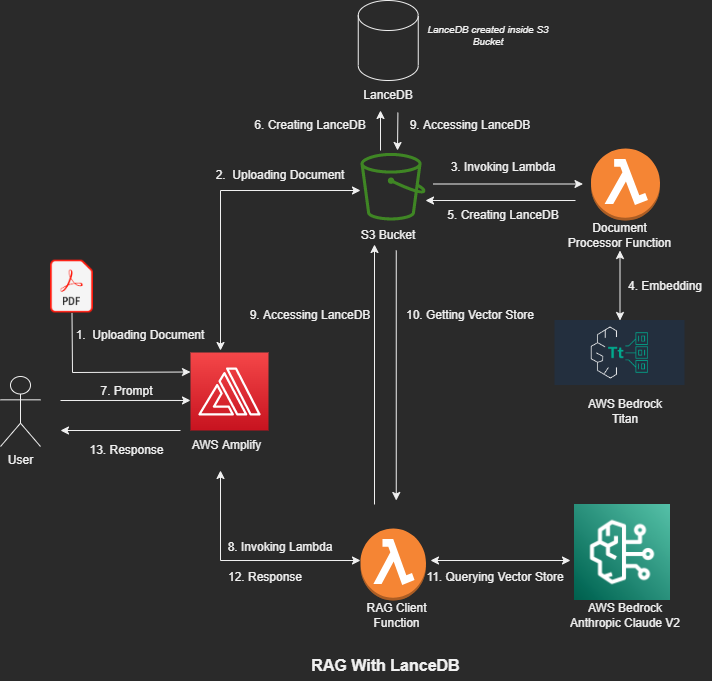 LanceDB created inside S3
Bucket
LanceDB
6. Creating LanceDB
9. Accessing LanceDB
2. Uploading Document
3. Invoking Lambda
5. Creating LanceDB
S3 Bucket
Document
Processor Function
PDF
4. Embedding
9. Accessing LanceDB
10. Getting Vector Store
1. Uploading Document
Tt
7. Prompt
AWS Bedrock
Titan
13. Response
AWS Amplify
User
8. Invoking Lambda
12. Response
11. Querying Vector Store
RAG Client
Function
AWS Bedrock
Anthropic Claude V2
RAG With LanceDB